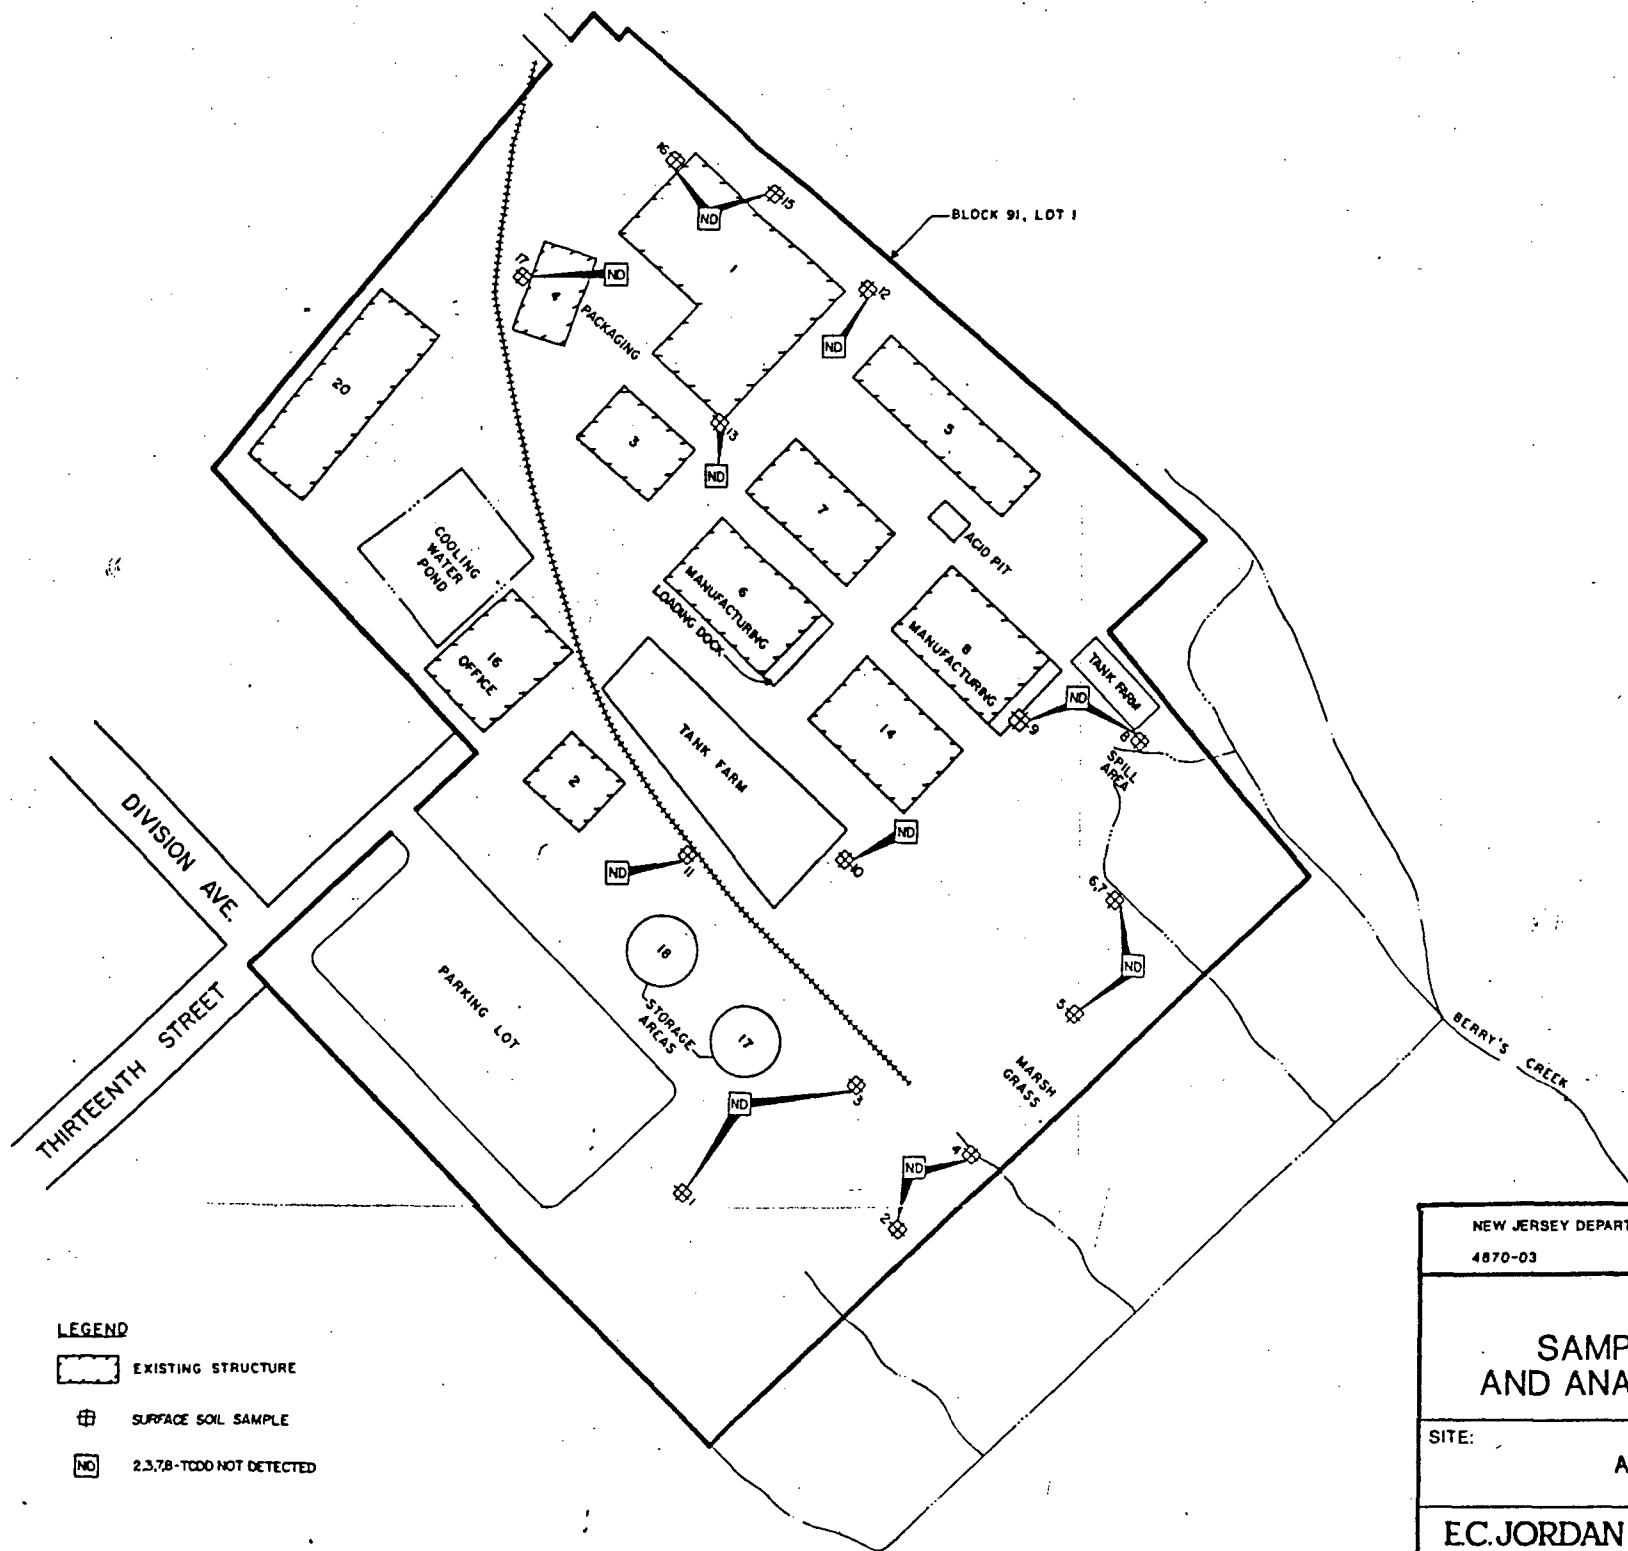 16
15
ND
BLOCK 91, LOT 1
17
ND
4
PACKAGING
1
12
ND
20
3
13
ND
5
7
ACID PIT
COOLING
WATER
POND
6
MANUFACTURING
LOADING DOCK
8
MANUFACTURING
16
OFFICE
TANK FARM
ND
9
8
SPILL
AREA
TANK FARM
14
2
DIVISION AVE.
ND
11
ND
10
6,7
ND
5
18
STORAGE
AREAS
17
PARKING LOT
THIRTEENTH STREET
MARSH
GRASS
BERRY'S CREEK
ND
3
1
ND
4
2
LEGEND
EXISTING STRUCTURE
SURFACE SOIL SAMPLE
ND
2,3,7,8-TCDD NOT DETECTED
NEW JERSEY DEPART
4870-03
SAMP
AND ANA
SITE:
A
E.C.JORDAN